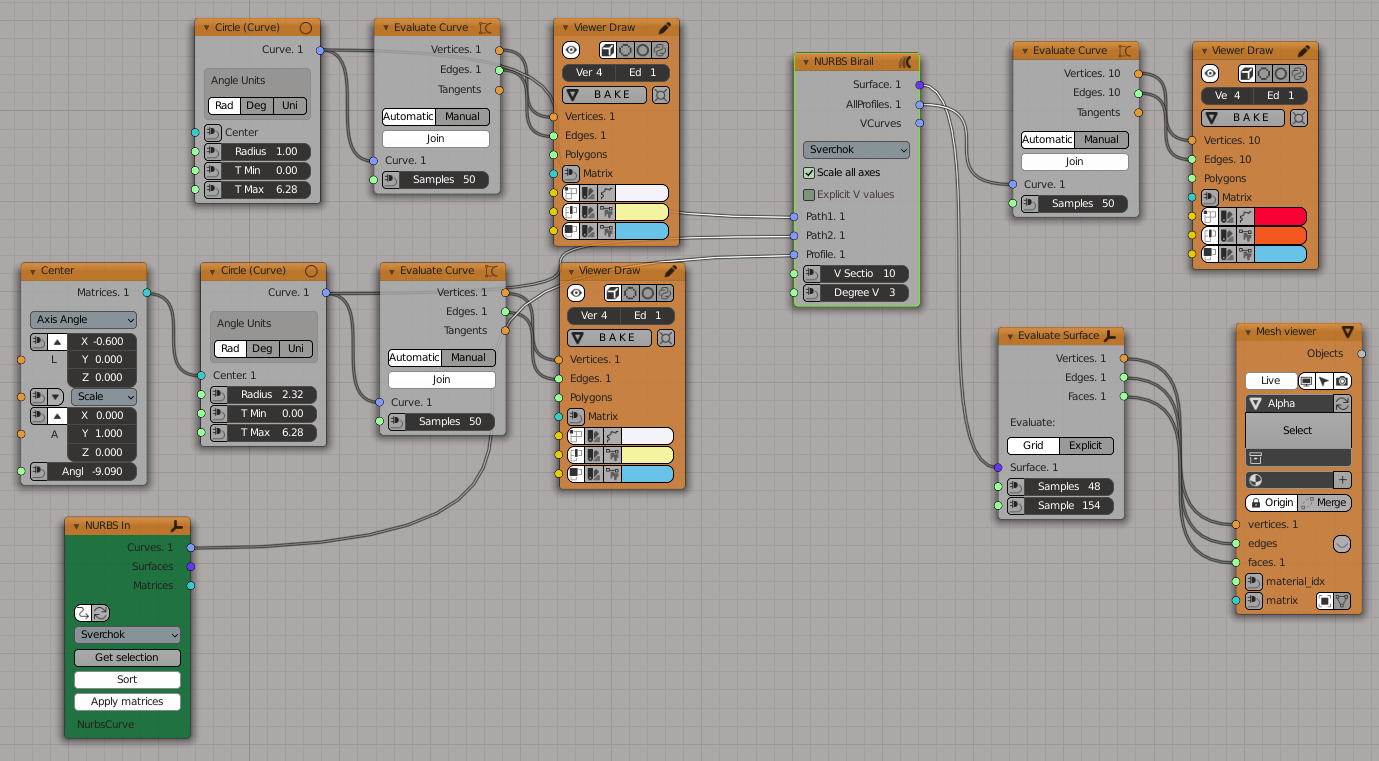 Circle (Curve)
Curve. 1
Angle Units
Rad Deg Uni
Center
Radius 1.00
T Min 0.00
T Max 6.28
Evaluate Curve
Vertices. 1
Edges. 1
Tangents
Automatic Manual
Join
Curve. 1
Samples 50
Viewer Draw
Ver 4 Ed 1
BAKE
Vertices. 1
Edges. 1
Polygons
Matrix
NURBS Birail
Surface. 1
AllProfiles. 1
VCurves
Sverchok
Scale all axes
Explicit V values
Path1. 1
Path2. 1
Profile. 1
V Sectio 10
Degree V 3
Evaluate Curve
Vertices. 10
Edges. 10
Tangents
Automatic Manual
Join
Curve. 1
Samples 50
Viewer Draw
Ve 4 Ed 1
BAKE
Vertices. 10
Edges. 10
Polygons
Matrix
Center
Matrices. 1
Axis Angle
X -0.600
L Y 0.000
Z 0.000
Scale
X 0.000
A Y 1.000
Z 0.000
Angl -9.090
Circle (Curve)
Curve. 1
Angle Units
Rad Deg Uni
Center. 1
Radius 2.32
T Min 0.00
T Max 6.28
Evaluate Curve
Vertices. 1
Edges. 1
Tangents
Automatic Manual
Join
Curve. 1
Samples 50
Viewer Draw
Ver 4 Ed 1
BAKE
Vertices. 1
Edges. 1
Polygons
Matrix
Evaluate Surface
Vertices. 1
Edges. 1
Faces. 1
Evaluate:
Grid Explicit
Surface. 1
Samples 48
Sample 154
Mesh viewer
Objects
Live
Alpha
Select
+
Origin Merge
vertices. 1
edges
faces. 1
material_idx
matrix
NURBS In
Curves. 1
Surfaces
Matrices
Sverchok
Get selection
Sort
Apply matrices
NurbsCurve